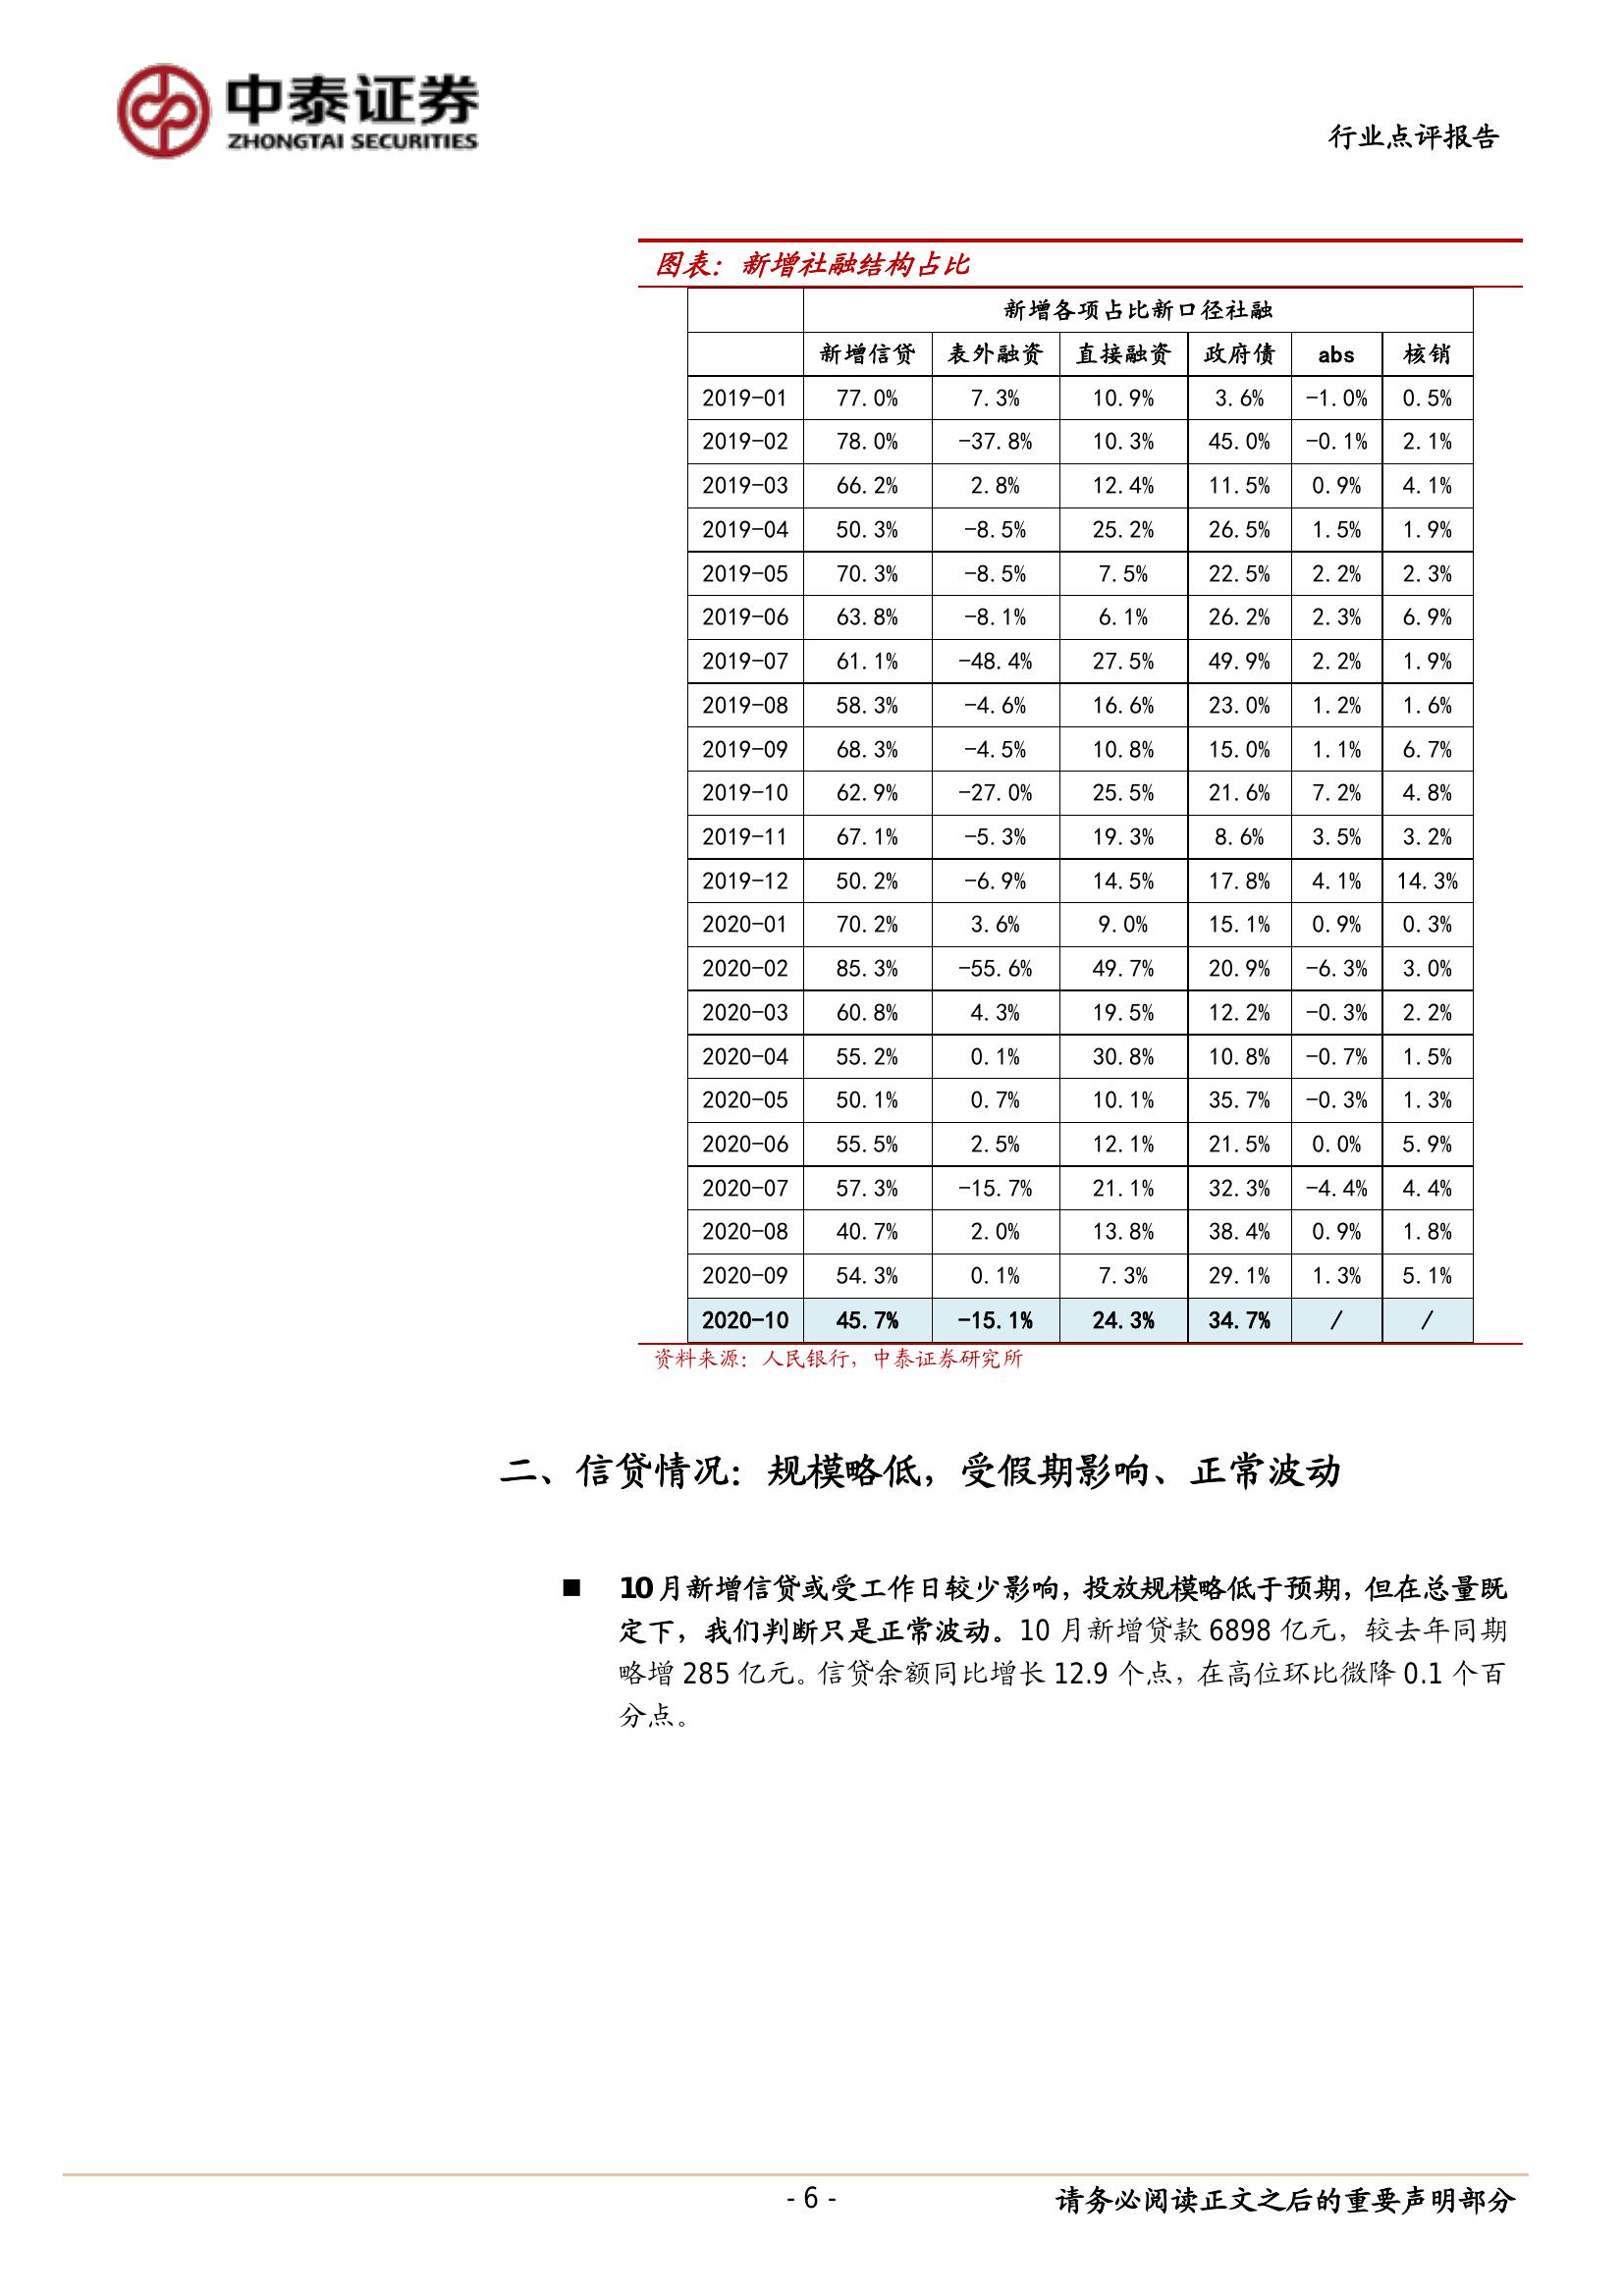 中泰证券
ZHONGTAI SECURITIES
行业点评报告
图表：新增社融结构占比
新增各项占比新口径社融
新增信贷 表外融资 直接融资 政府债 abs 核销
2019-01 77.0% 7.3% 10.9% 3.6% -1.0% 0.5%
2019-02 78.0% -37.8% 10.3% 45.0% -0.1% 2.1%
2019-03 66.2% 2.8% 12.4% 11.5% 0.9% 4.1%
2019-04 50.3% -8.5% 25.2% 26.5% 1.5% 1.9%
2019-05 70.3% -8.5% 7.5% 22.5% 2.2% 2.3%
2019-06 63.8% -8.1% 6.1% 26.2% 2.3% 6.9%
2019-07 61.1% -48.4% 27.5% 49.9% 2.2% 1.9%
2019-08 58.3% -4.6% 16.6% 23.0% 1.2% 1.6%
2019-09 68.3% -4.5% 10.8% 15.0% 1.1% 6.7%
2019-10 62.9% -27.0% 25.5% 21.6% 7.2% 4.8%
2019-11 67.1% -5.3% 19.3% 8.6% 3.5% 3.2%
2019-12 50.2% -6.9% 14.5% 17.8% 4.1% 14.3%
2020-01 70.2% 3.6% 9.0% 15.1% 0.9% 0.3%
2020-02 85.3% -55.6% 49.7% 20.9% -6.3% 3.0%
2020-03 60.8% 4.3% 19.5% 12.2% -0.3% 2.2%
2020-04 55.2% 0.1% 30.8% 10.8% -0.7% 1.5%
2020-05 50.1% 0.7% 10.1% 35.7% -0.3% 1.3%
2020-06 55.5% 2.5% 12.1% 21.5% 0.0% 5.9%
2020-07 57.3% -15.7% 21.1% 32.3% -4.4% 4.4%
2020-08 40.7% 2.0% 13.8% 38.4% 0.9% 1.8%
2020-09 54.3% 0.1% 7.3% 29.1% 1.3% 5.1%
2020-10 45.7% -15.1% 24.3% 34.7% / /
资料来源：人民银行，中泰证券研究所
二、信贷情况：规模略低，受假期影响、正常波动
■ 10 月新增信贷或受工作日较少影响，投放规模略低于预期，但在总量既
定下，我们判断只是正常波动。10 月新增贷款 6898 亿元，较去年同期
略增 285 亿元。信贷余额同比增长 12.9 个点，在高位环比微降 0.1 个百
分点。
- 6 -
请务必阅读正文之后的重要声明部分